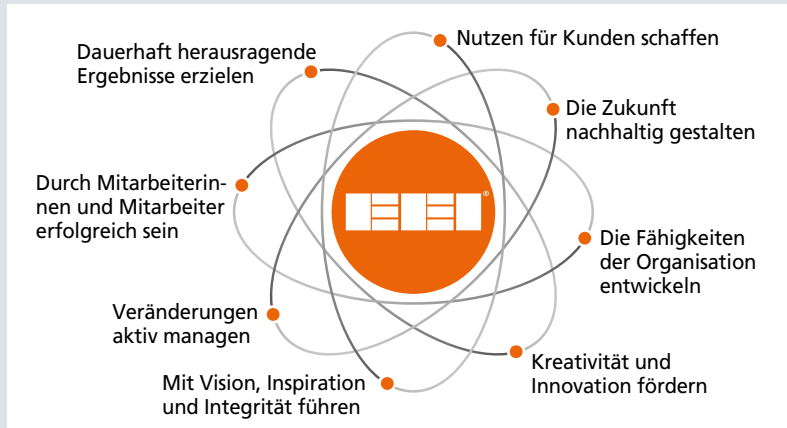 Nutzen für Kunden schaffen
Die Zukunft
nachhaltig gestalten
Die Fähigkeiten
der Organisation
entwickeln
Kreativität und
Innovation fördern
Mit Vision, Inspiration
und Integrität führen
Veränderungen
aktiv managen
Durch Mitarbeiterin-
nen und Mitarbeiter
erfolgreich sein
Dauerhaft herausragende
Ergebnisse erzielen
®